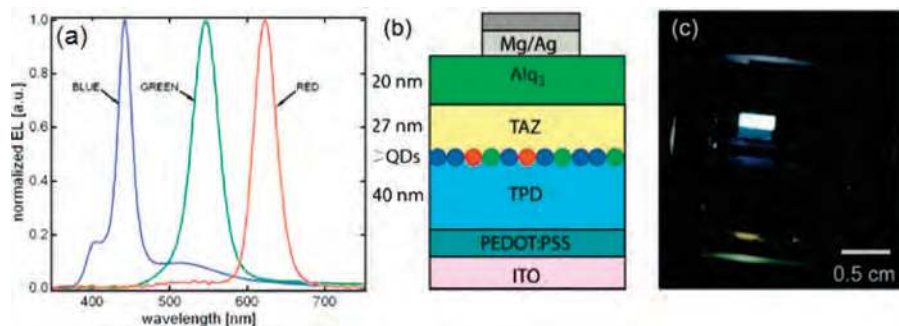 (a)
normalized EL [a.u.]
1.0
0.8
0.6
0.4
0.2
0.0
BLUE
GREEN
RED
400
500
600
700
wavelength [nm]
(b)
Mg/Ag
20 nm
Alq3
27 nm
TAZ
QDs
40 nm
TPD
PEDOT:PSS
ITO
(c)
0.5 cm